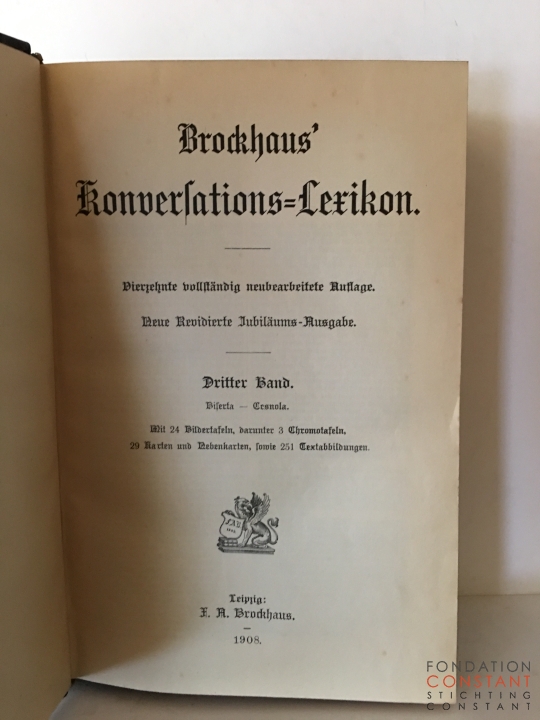 Brockhaus’
Konverſations=Lexikon.
Vierzehnte vollſtändig neubearbeitete Auflage.
Neue Revidierte Jubiläums-Ausgabe.
Dritter Band.
Biſerta — Cesnola.
Mit 24 Bildertafeln, darunter 3 Chromotafeln,
29 Karten und Nebenkarten, ſowie 251 Textabbildungen.
F.A.B.
Leipzig:
F. A. Brockhaus.
1908.
FONDATION
CONSTANT
STICHTING
CONSTANT